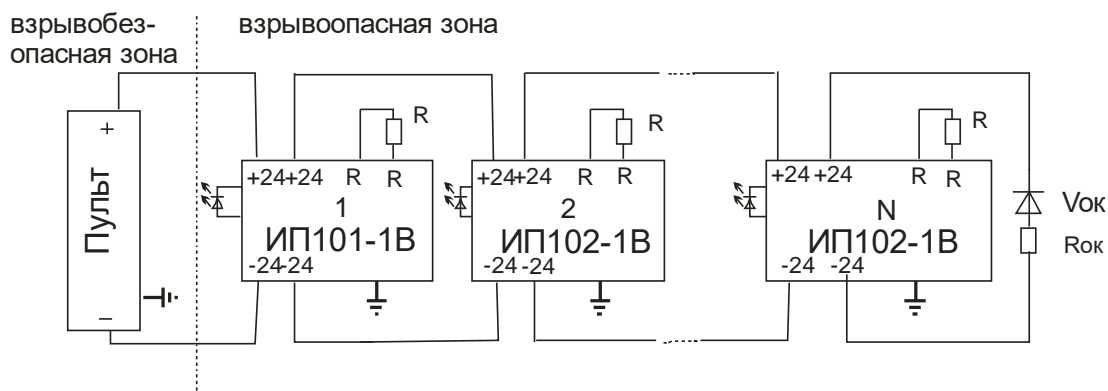 взрывобез-
опасная зона
взрывоопасная зона
Пульт
+
–
+24+24 R R
R
1
ИП101-1В
-24-24
+24+24 R R
R
2
ИП102-1В
-24 -24
+24+24 R R
R
N
ИП102-1В
-24 -24
Vок
Rок